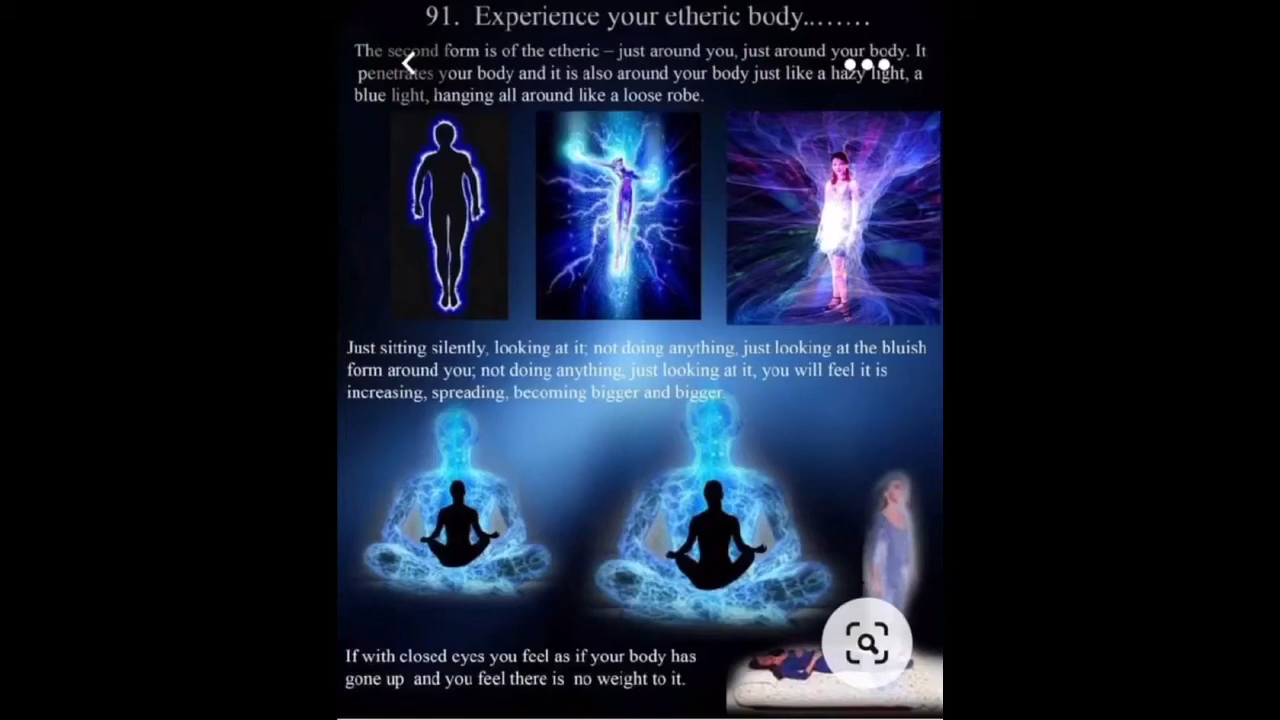 91. Experience your etheric body........
The second form is of the etheric – just around you, just around your body. It
penetrates your body and it is also around your body just like a hazy light, a
blue light, hanging all around like a loose robe.
Just sitting silently, looking at it; not doing anything, just looking at the bluish
form around you; not doing anything, just looking at it, you will feel it is
increasing, spreading, becoming bigger and bigger.
If with closed eyes you feel as if your body has
gone up and you feel there is no weight to it.